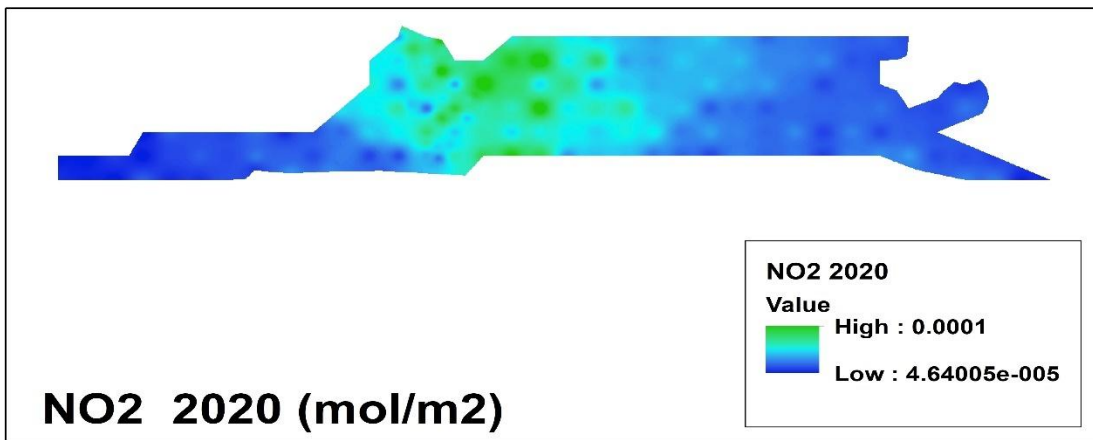 NO2 2020
Value
High : 0.0001
Low : 4.64005e-005
NO2  2020 (mol/m2)